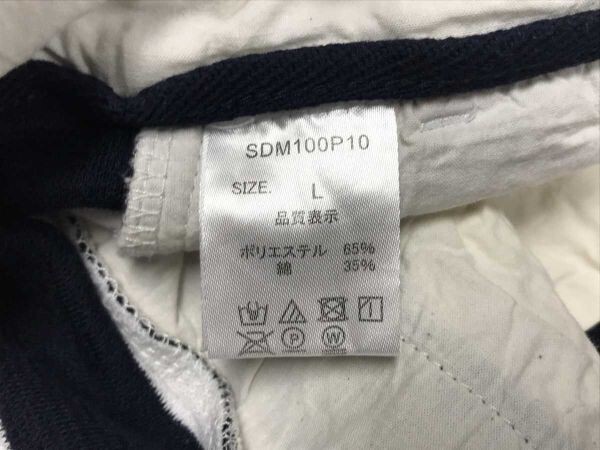 SDM100P10
SIZE. L
品質表示
ポリエステル 65%
綿 35%
P W